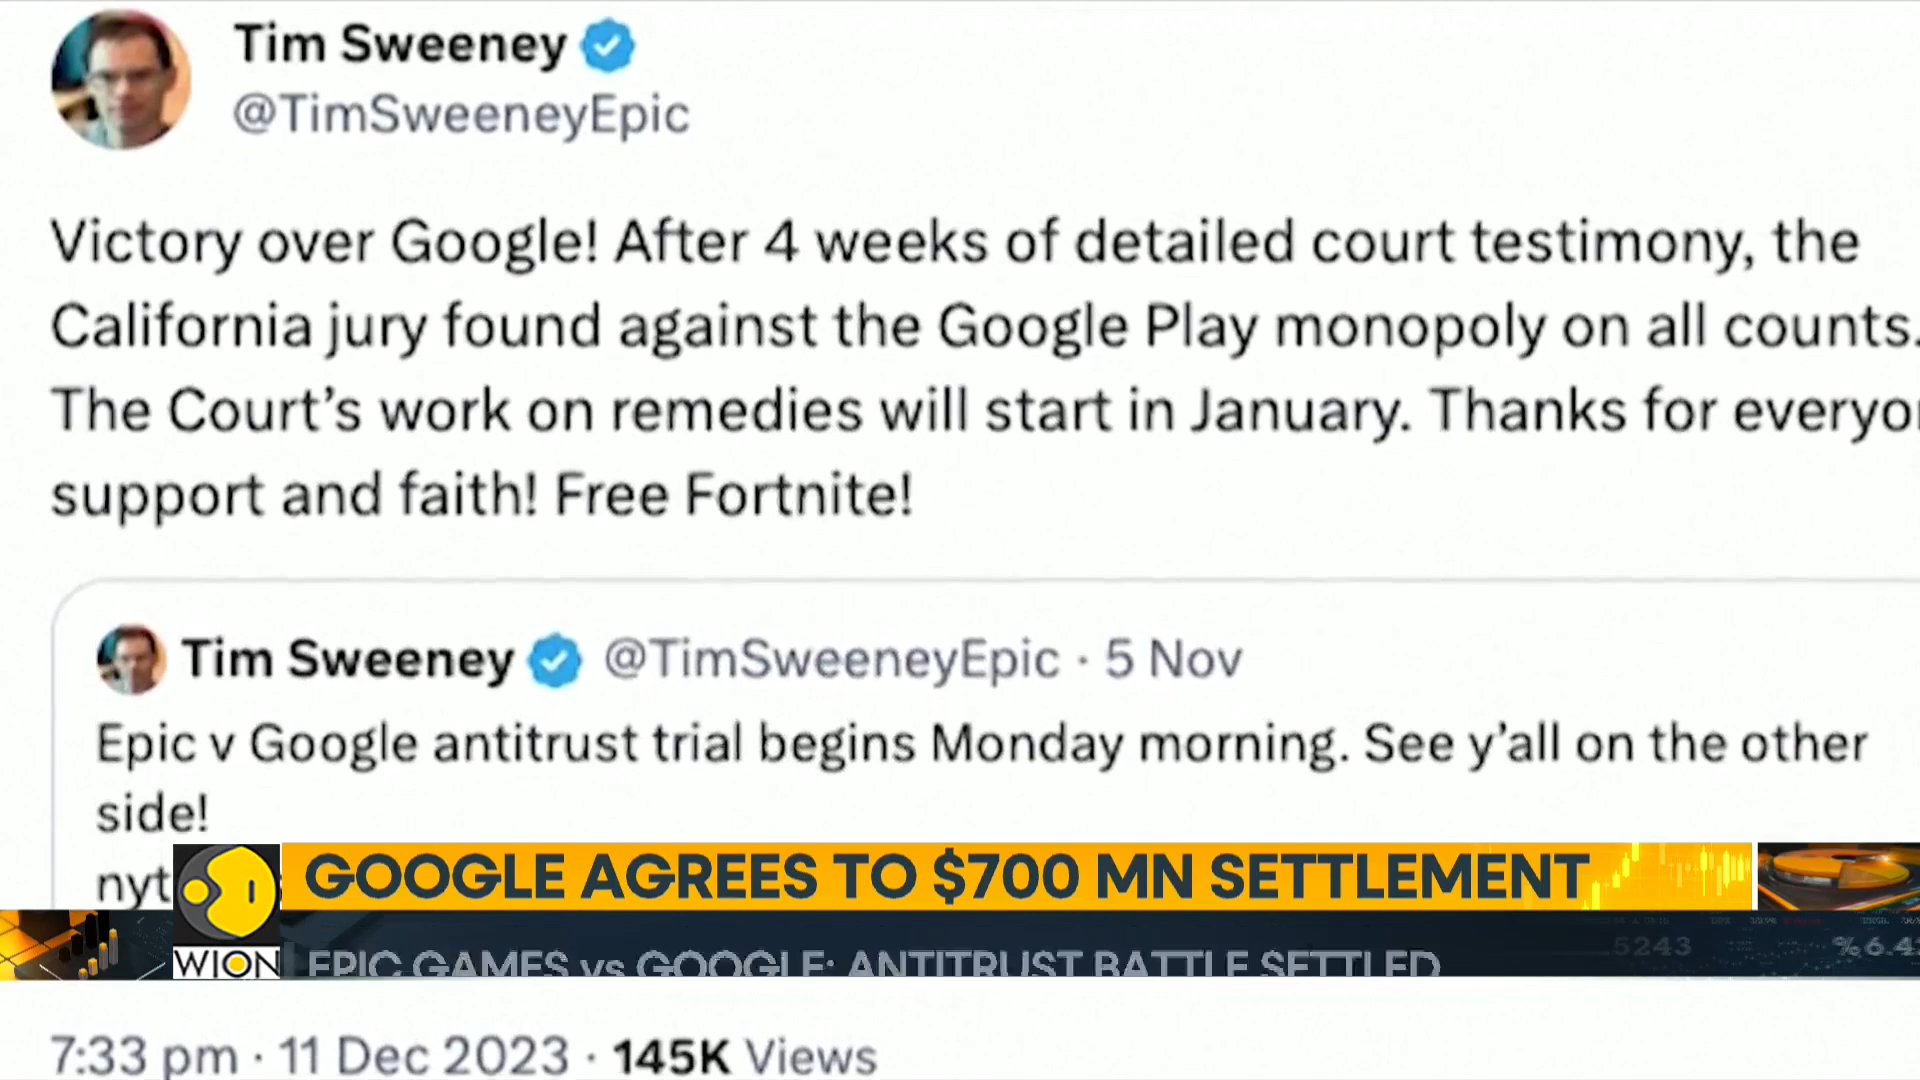 Tim Sweeney
@TimSweeneyEpic
Victory over Google! After 4 weeks of detailed court testimony, the
California jury found against the Google Play monopoly on all counts.
The Court's work on remedies will start in January. Thanks for
support and faith! Free Fortnite!
Tim Sweeney @TimSweeneyEpic · 5 Nov
Epic v Google antitrust trial begins Monday morning. See y'all on the other
side!
GOOGLE AGREES TO $700 MN SETTLEMENT
WION
EPIC GAMES vs GOOGLE: ANTITRUST BATTLE SETTLED
5243
7:33 pm · 11 Dec 2023 · 145K Views